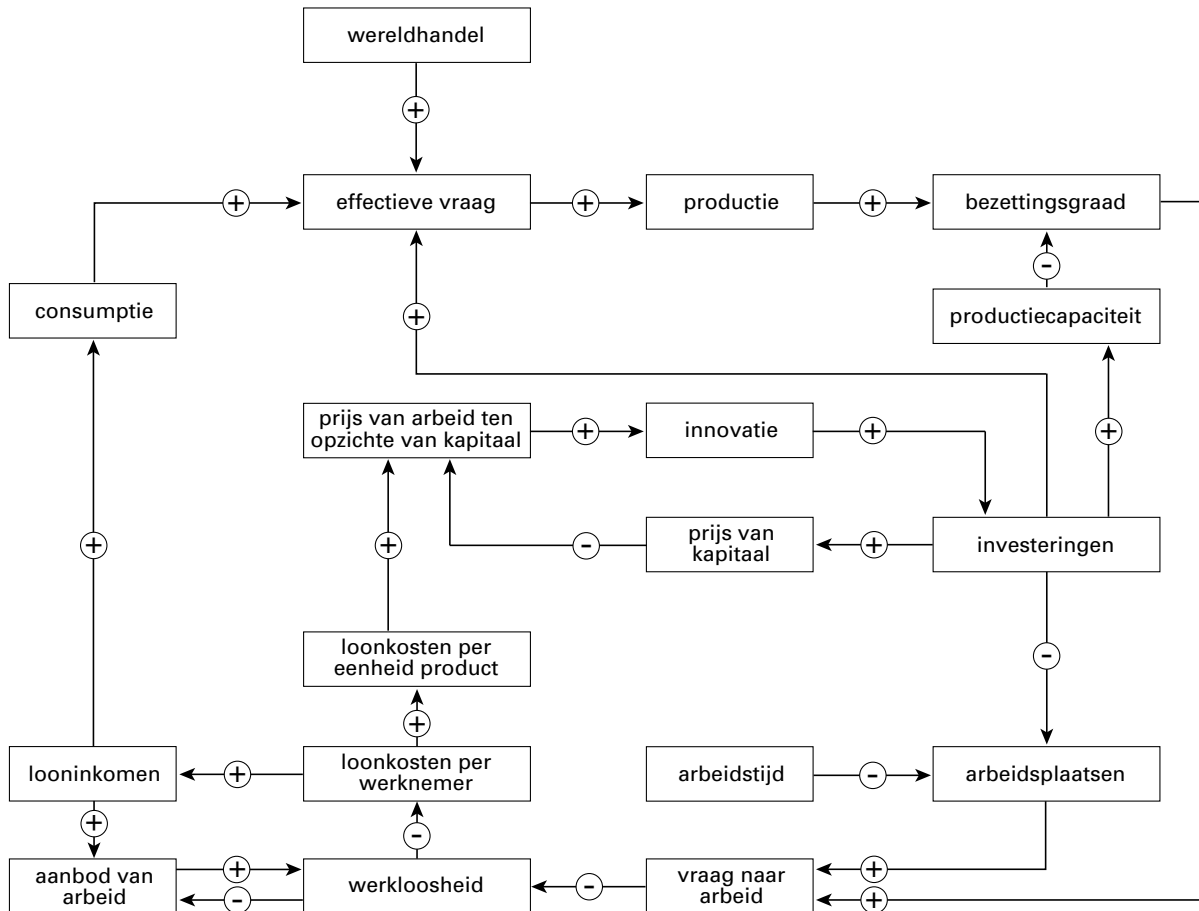 wereldhandel
+
+
effectieve vraag
+
productie
+
bezettingsgraad
-
consumptie
+
productiecapaciteit
prijs van arbeid ten
opzichte van kapitaal
+
innovatie
+
+
+
+
-
prijs van
kapitaal
+
investeringen
loonkosten per
eenheid product
-
+
looninkomen
+
loonkosten per
werknemer
arbeidstijd
-
arbeidsplaatsen
+
-
aanbod van
arbeid
+
-
werkloosheid
-
vraag naar
arbeid
+
+